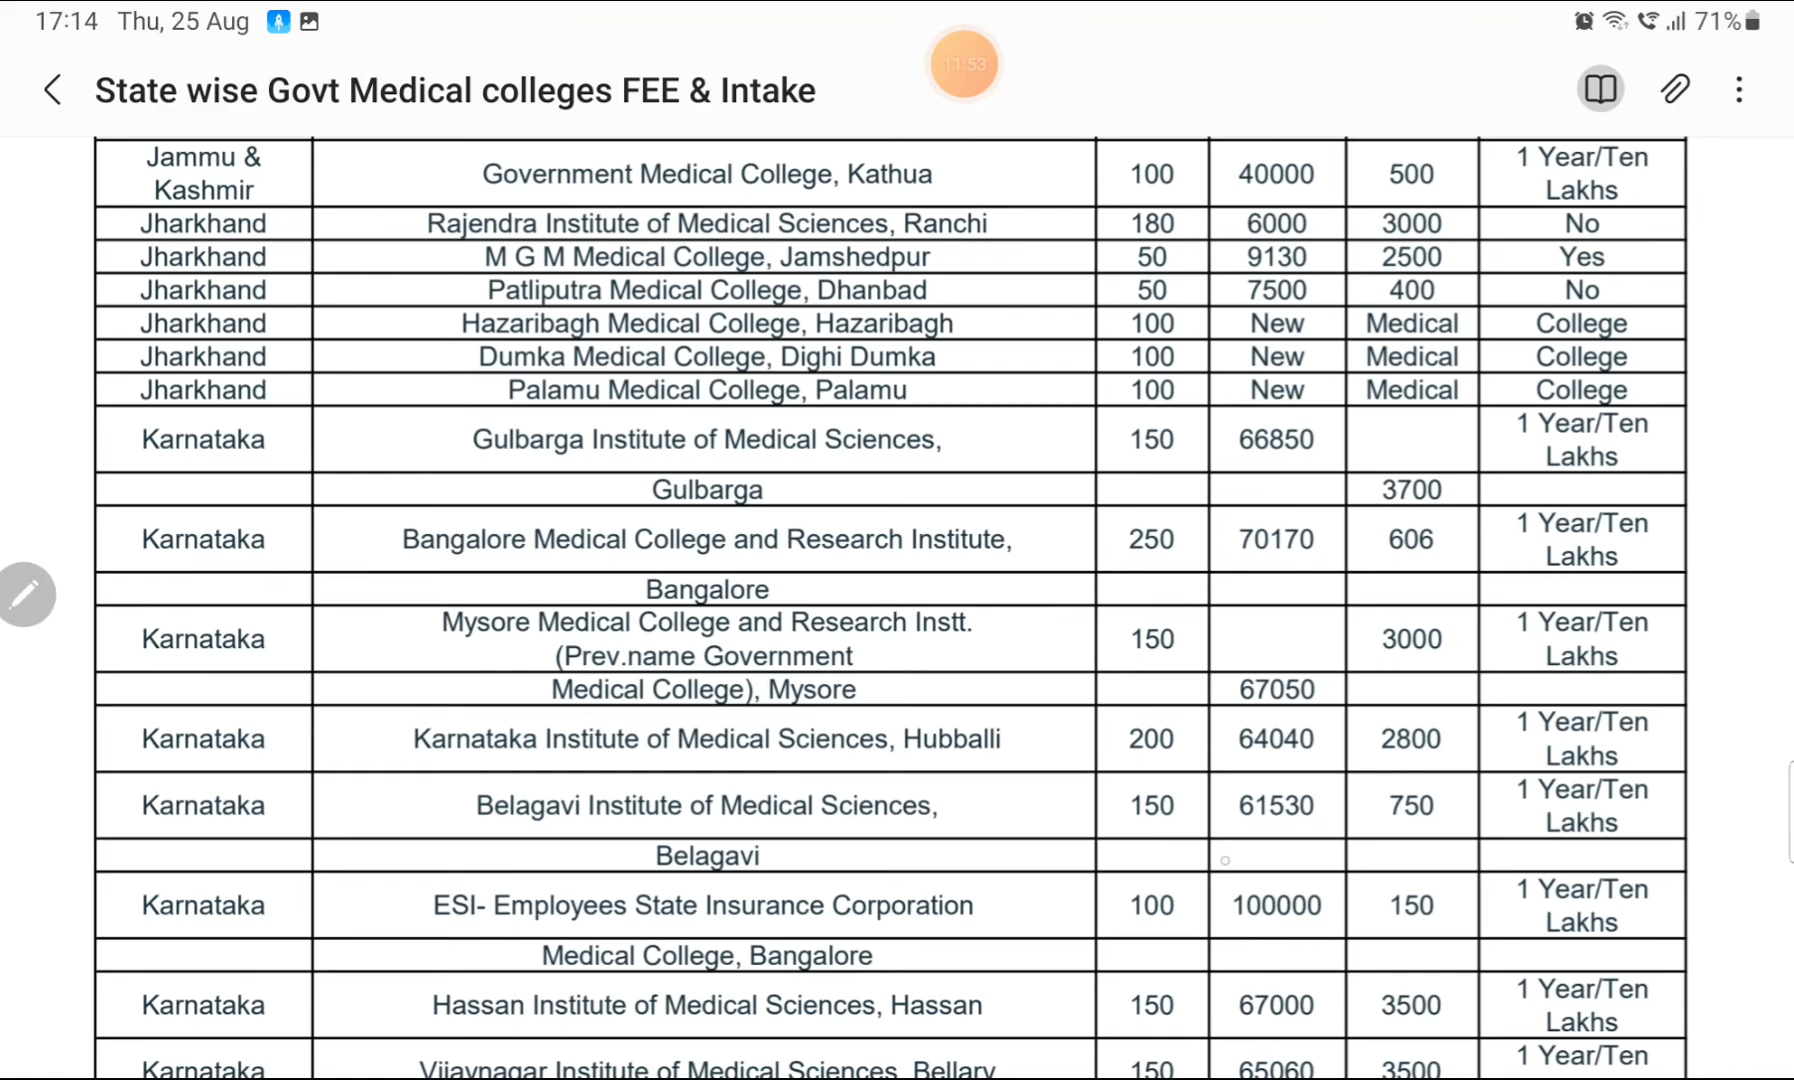 17:14 Thu, 25 Aug 71%
11:53
State wise Govt Medical colleges FEE & Intake
Jammu & Kashmir Government Medical College, Kathua 100 40000 500 1 Year/Ten Lakhs
Jharkhand Rajendra Institute of Medical Sciences, Ranchi 180 6000 3000 No
Jharkhand M G M Medical College, Jamshedpur 50 9130 2500 Yes
Jharkhand Patliputra Medical College, Dhanbad 50 7500 400 No
Jharkhand Hazaribagh Medical College, Hazaribagh 100 New Medical College
Jharkhand Dumka Medical College, Dighi Dumka 100 New Medical College
Jharkhand Palamu Medical College, Palamu 100 New Medical College
Karnataka Gulbarga Institute of Medical Sciences, 150 66850 1 Year/Ten Lakhs
Gulbarga 3700
Karnataka Bangalore Medical College and Research Institute, 250 70170 606 1 Year/Ten Lakhs
Bangalore
Karnataka Mysore Medical College and Research Instt. (Prev.name Government 150 3000 1 Year/Ten Lakhs
Medical College), Mysore 67050
Karnataka Karnataka Institute of Medical Sciences, Hubballi 200 64040 2800 1 Year/Ten Lakhs
Karnataka Belagavi Institute of Medical Sciences, 150 61530 750 1 Year/Ten Lakhs
Belagavi
Karnataka ESI- Employees State Insurance Corporation 100 100000 150 1 Year/Ten Lakhs
Medical College, Bangalore
Karnataka Hassan Institute of Medical Sciences, Hassan 150 67000 3500 1 Year/Ten Lakhs
Karnataka Vijaynagar Institute of Medical Sciences, Bellary 150 65060 3500 1 Year/Ten